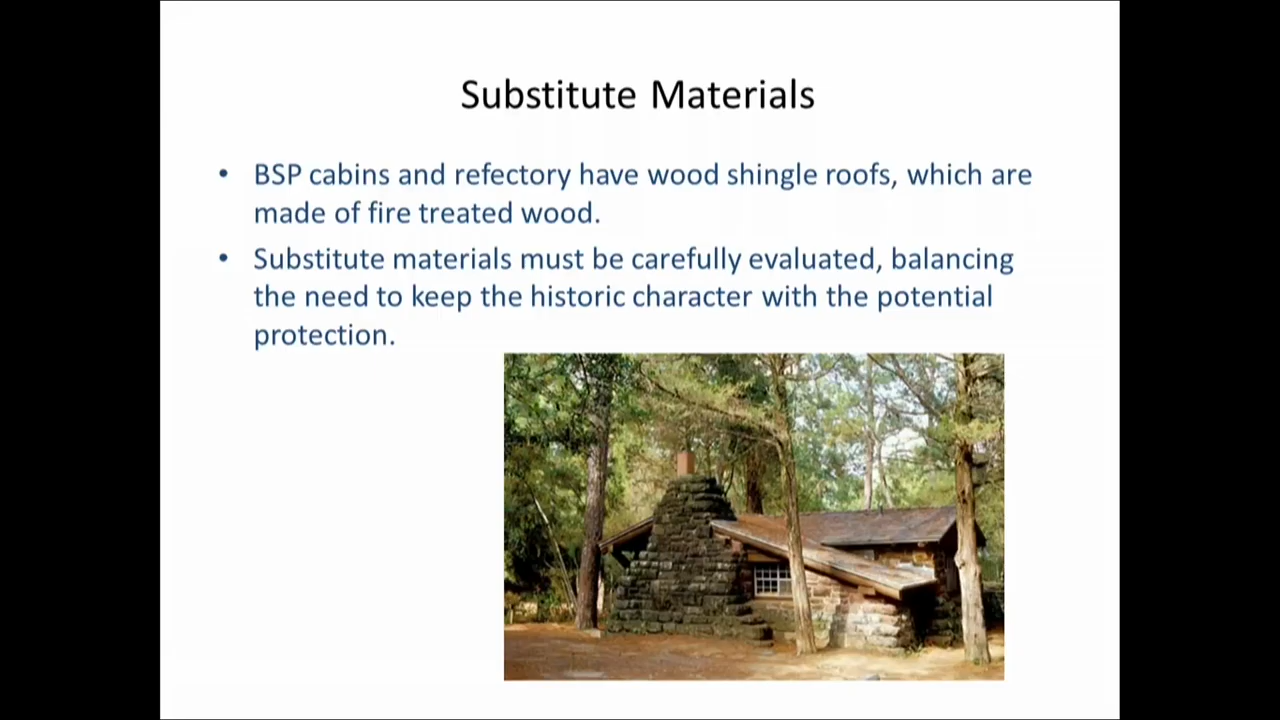 Substitute Materials
• BSP cabins and refectory have wood shingle roofs, which are
made of fire treated wood.
• Substitute materials must be carefully evaluated, balancing
the need to keep the historic character with the potential
protection.